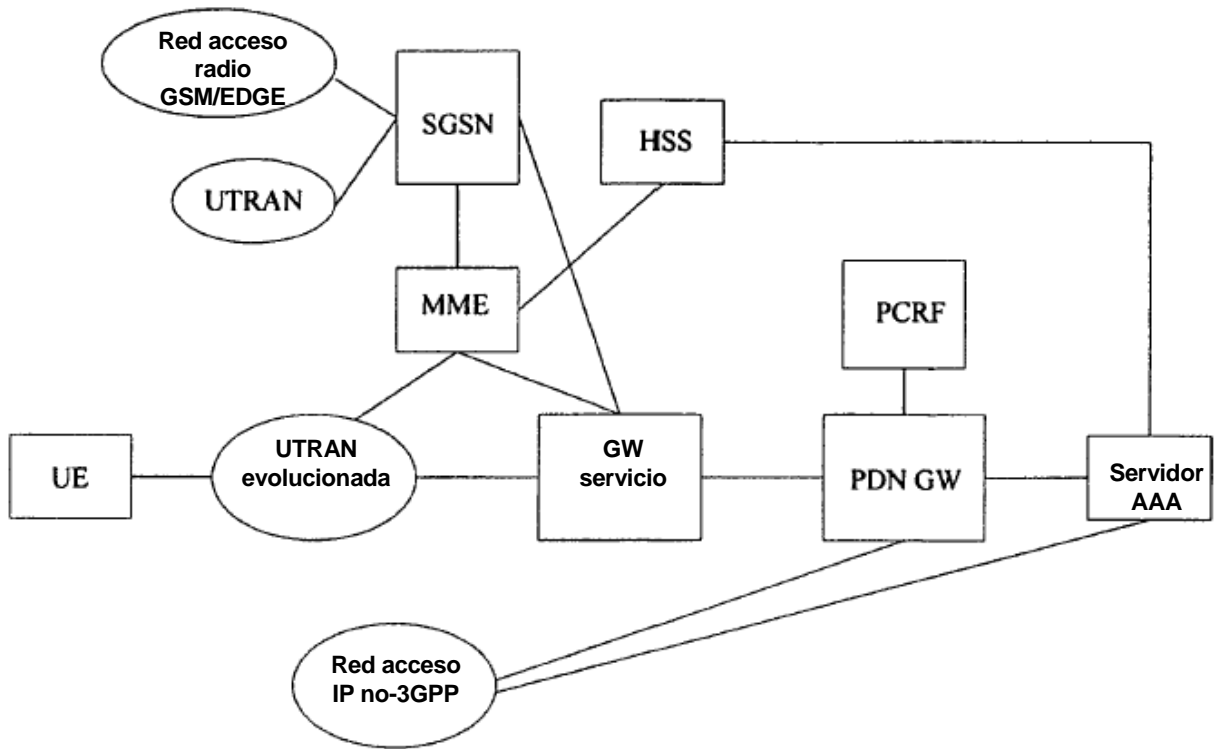 Red acceso
radio
GSM/EDGE
SGSN
HSS
UTRAN
MME
PCRF
UE
UTRAN
evolucionada
GW
servicio
PDN GW
Servidor
AAA
Red acceso
IP no-3GPP